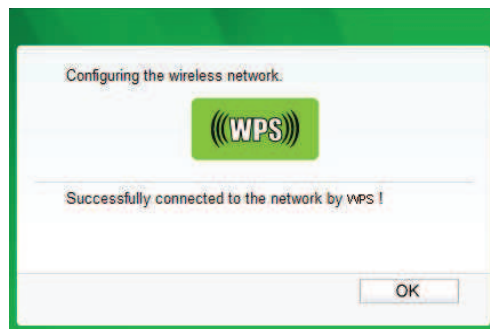 Configuring the wireless network.
(((WPS)))
Successfully connected to the network by WPS !
OK